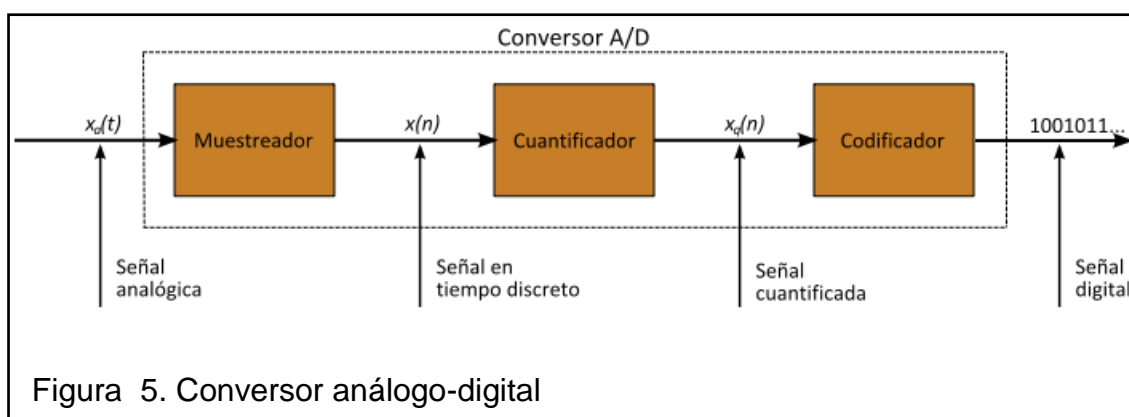 Conversor A/D
xa(t)
Muestreador
x(n)
Cuantificador
xq(n)
Codificador
1001011...
Señal
analógica
Señal en
tiempo discreto
Señal
cuantificada
Señal
digital
Figura 5. Conversor análogo-digital